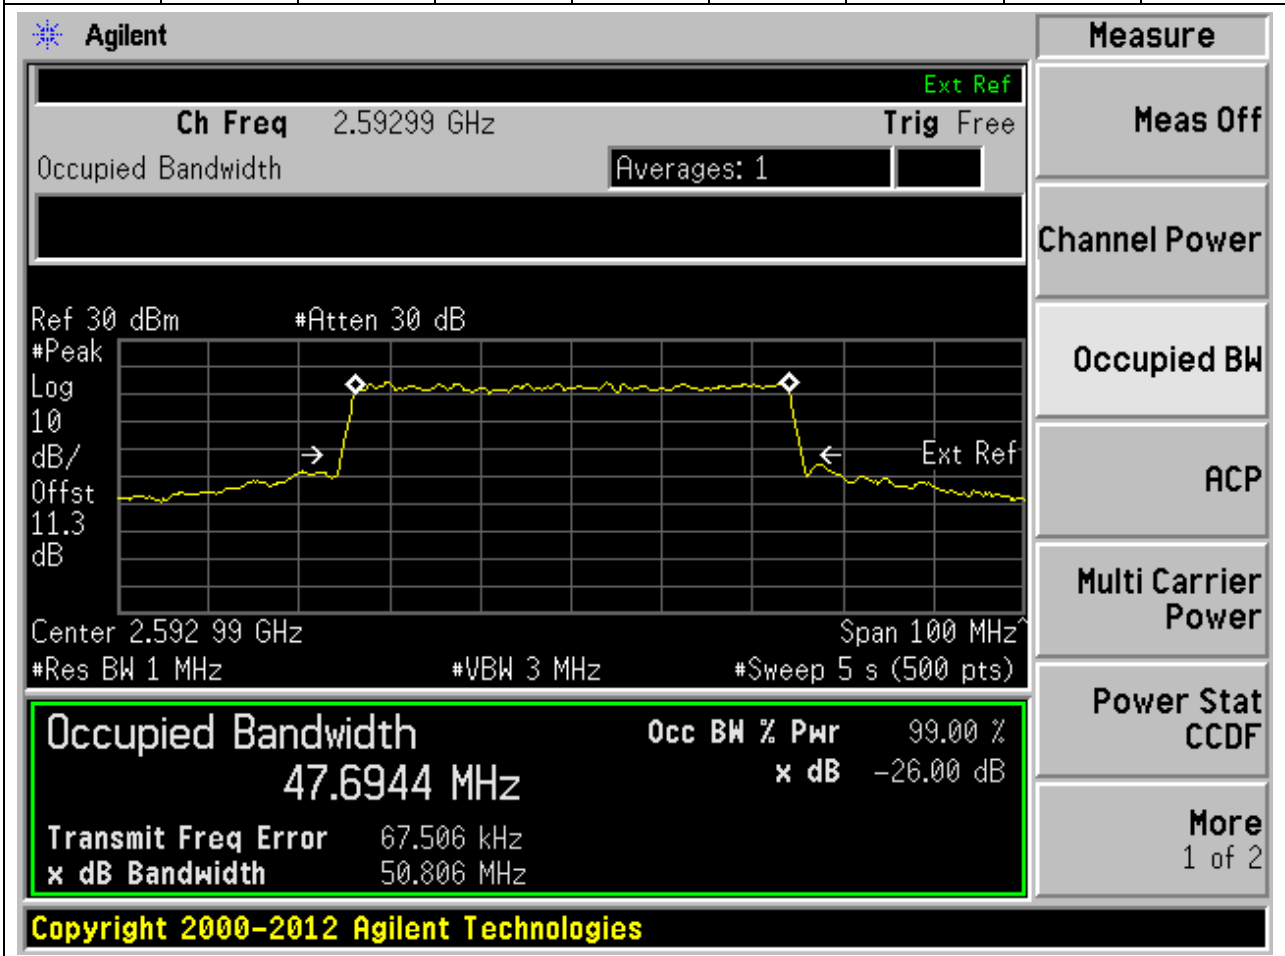 Agilent
Measure
Ext Ref
Ch Freq 2.59299 GHz Trig Free
Occupied Bandwidth Averages: 1
Meas Off
Channel Power
Occupied BW
ACP
Multi Carrier
Power
Power Stat
CCDF
More
1 of 2
Ref 30 dBm #Atten 30 dB
#Peak
Log
10
dB/
Offst
11.3
dB
Ext Ref
Center 2.592 99 GHz Span 100 MHz^
#Res BW 1 MHz #VBW 3 MHz #Sweep 5 s (500 pts)
Occupied Bandwidth Occ BW % Pwr 99.00 %
47.6944 MHz x dB -26.00 dB
Transmit Freq Error 67.506 kHz
x dB Bandwidth 50.806 MHz
Copyright 2000-2012 Agilent Technologies